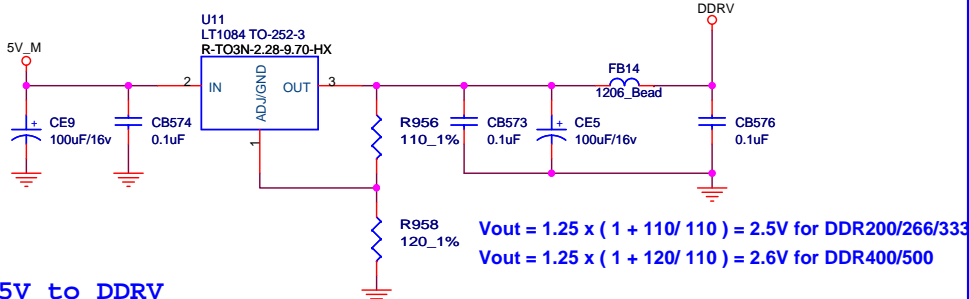 DDRV
U11
LT1084 TO-252-3
R-TO3N-2.28-9.70-HX
5V_M
2
IN
ADJ/GND
OUT
3
1
FB14
1206_Bead
CE9
100uF/16v
CB574
0.1uF
R956
110_1%
CB573
0.1uF
CE5
100uF/16v
CB576
0.1uF
R958
120_1%
Vout = 1.25 x ( 1 + 110/ 110 ) = 2.5V for DDR200/266/333
Vout = 1.25 x ( 1 + 120/ 110 ) = 2.6V for DDR400/500
5V to DDRV